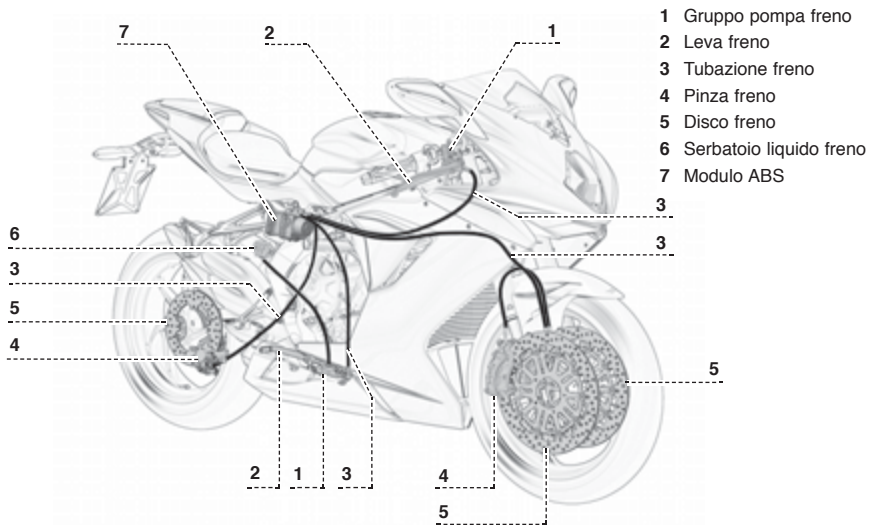 1 Gruppo pompa freno
2 Leva freno
3 Tubazione freno
4 Pinza freno
5 Disco freno
6 Serbatoio liquido freno
7 Modulo ABS
7 2 1
3
3
6
3
5
4
5
2 1 3 4
5